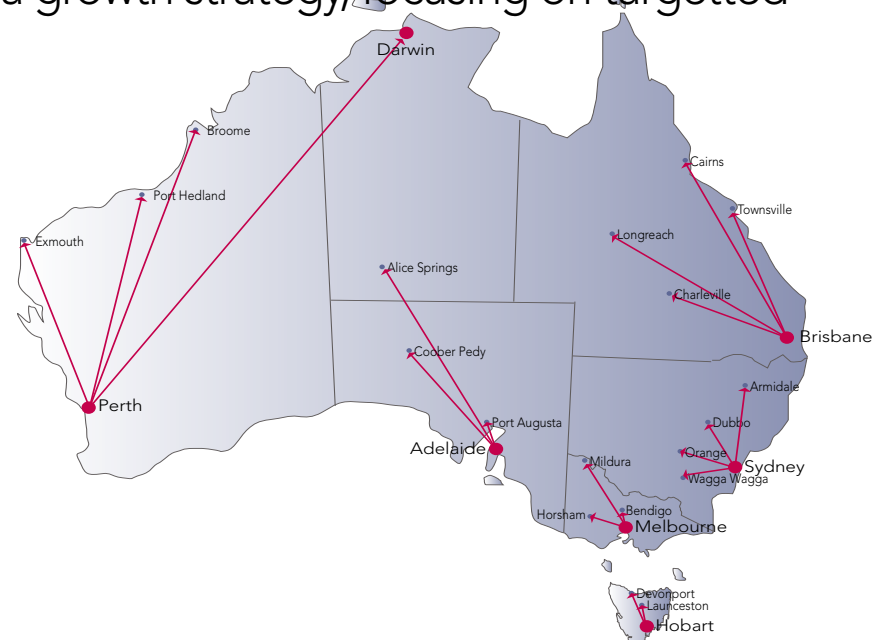 a growth strategy, focusing on targetted
Darwin
Broome
Cairns
Port Hedland
Townsville
Longreach
Exmouth
Alice Springs
Charleville
Brisbane
Coober Pedy
Armidale
Perth
Port Augusta
Dubbo
Adelaide
Orange
Mildura
Sydney
Wagga Wagga
Horsham
Bendigo
Melbourne
Devonport
Launceston
Hobart